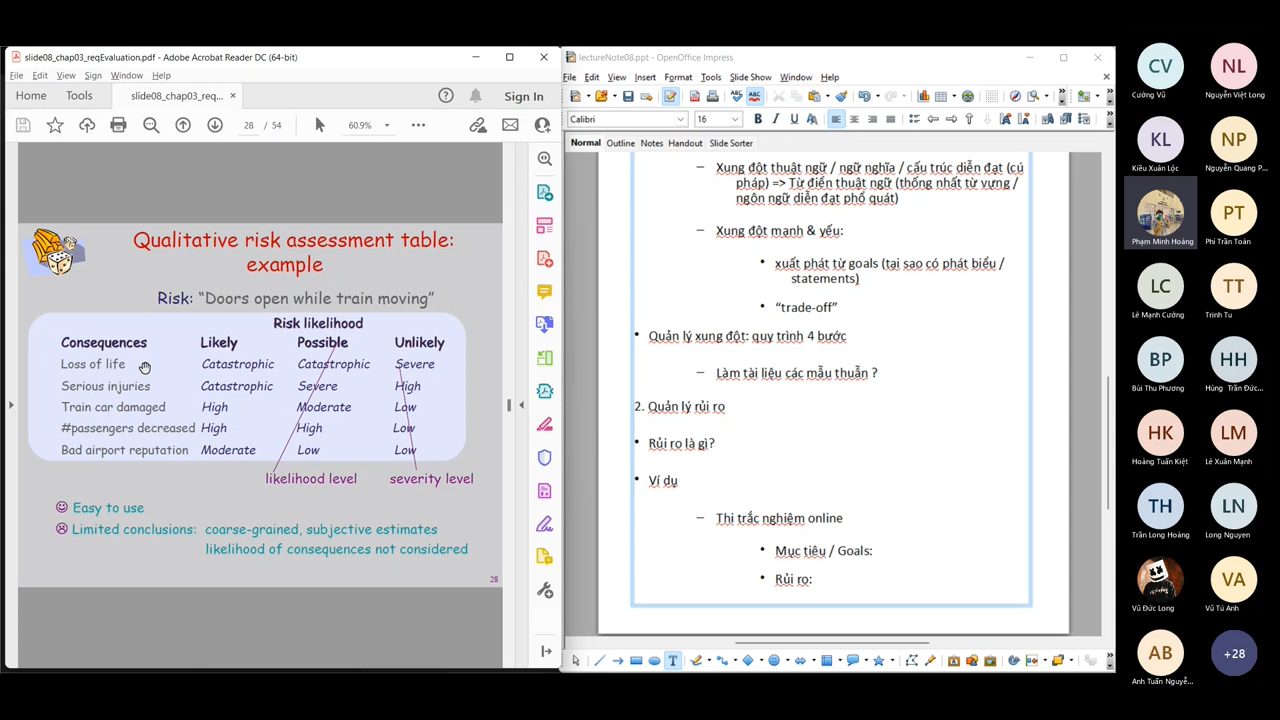 slide08_chap03_reqEvaluation.pdf - Adobe Acrobat Reader DC (64-bit)
File Edit View Sign Window Help
Home Tools slide08_chap03_req... × Sign In
28 / 54 60.9%
Qualitative risk assessment table:
example
Risk: “Doors open while train moving”
Risk likelihood
Consequences Likely Possible Unlikely
Loss of life Catastrophic Catastrophic Severe
Serious injuries Catastrophic Severe High
Train car damaged High Moderate Low
#passengers decreased High High Low
Bad airport reputation Moderate Low Low
likelihood level severity level
Easy to use
Limited conclusions: coarse-grained, subjective estimates
likelihood of consequences not considered
28
lectureNote08.ppt - OpenOffice Impress
File Edit View Insert Format Tools Slide Show Window Help
Calibri 16
Normal Outline Notes Handout Slide Sorter
– Xung đột thuật ngữ / ngữ nghĩa / cấu trúc diễn đạt (cú
pháp) => Từ điển thuật ngữ (thống nhất từ vựng /
ngôn ngữ diễn đạt phổ quát)
– Xung đột mạnh & yếu:
• xuất phát từ goals (tại sao có phát biểu /
statements)
• “trade-off”
• Quản lý xung đột: quy trình 4 bước
– Làm tài liệu các mẫu thuẫn ?
2. Quản lý rủi ro
• Rủi ro là gì?
• Ví dụ
– Thi trắc nghiệm online
• Mục tiêu / Goals:
• Rủi ro:
CV NL
Cường Vũ Nguyễn Việt Long
KL NP
Kiều Xuân Lộc Nguyễn Quang P...
PT
Phạm Minh Hoàng Phí Trần Toàn
LC TT
Lê Mạnh Cường Trinh Tu
BP HH
Bùi Thu Phương Hùng Trần Đức...
HK LM
Hoàng Tuấn Kiệt Lê Xuân Mạnh
TH LN
Trần Long Hoàng Long Nguyen
VA
Vũ Đức Long Vũ Tú Anh
AB +28
Anh Tuấn Nguyễ...